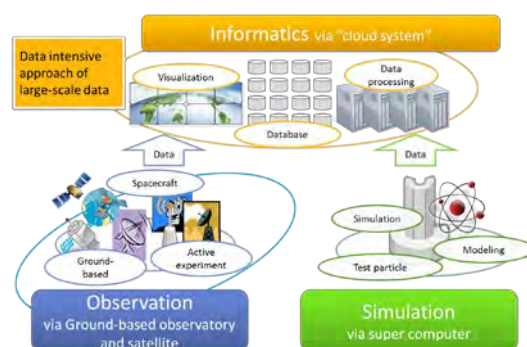 Informatics via "cloud system"
Data intensive
approach of
large-scale data
Visualization
Data
processing
Database
Data
Data
Spacecraft
Ground-
based
Active
experiment
Simulation
Modeling
Test particle
Observation
via Ground-based observatory
and satellite
Simulation
via super computer